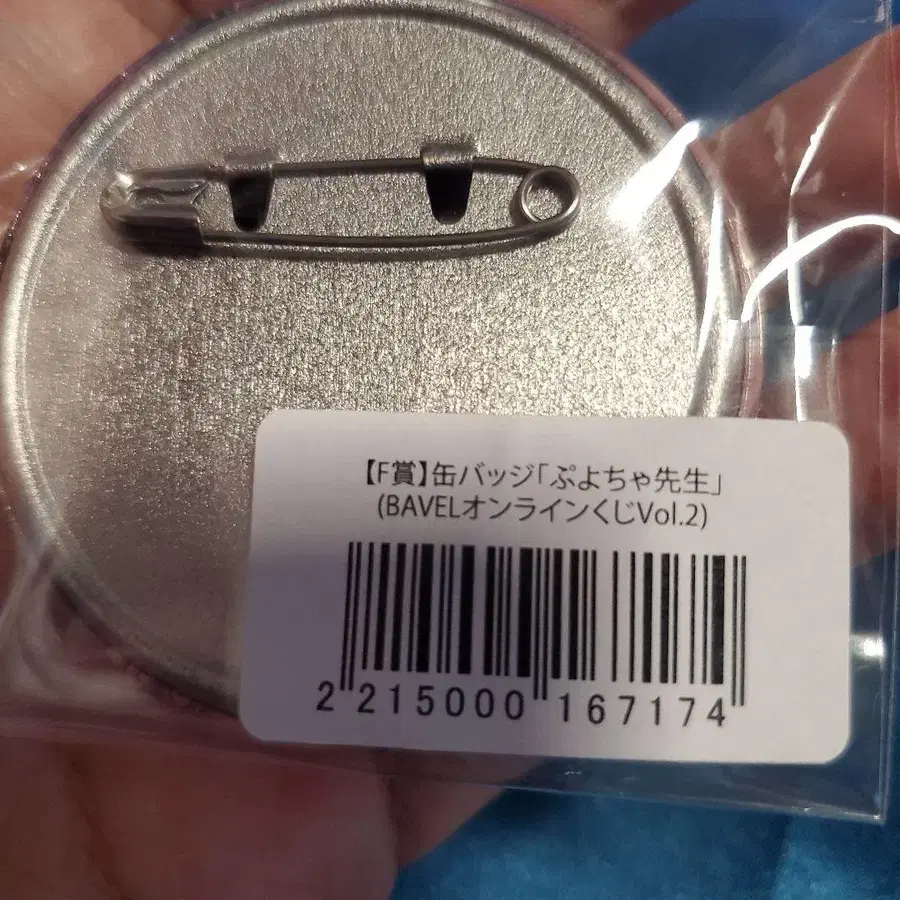 【F賞】缶バッジ「ぷよちゃ先生」
(BAVELオンラインくじVol.2)
2 215000 167174